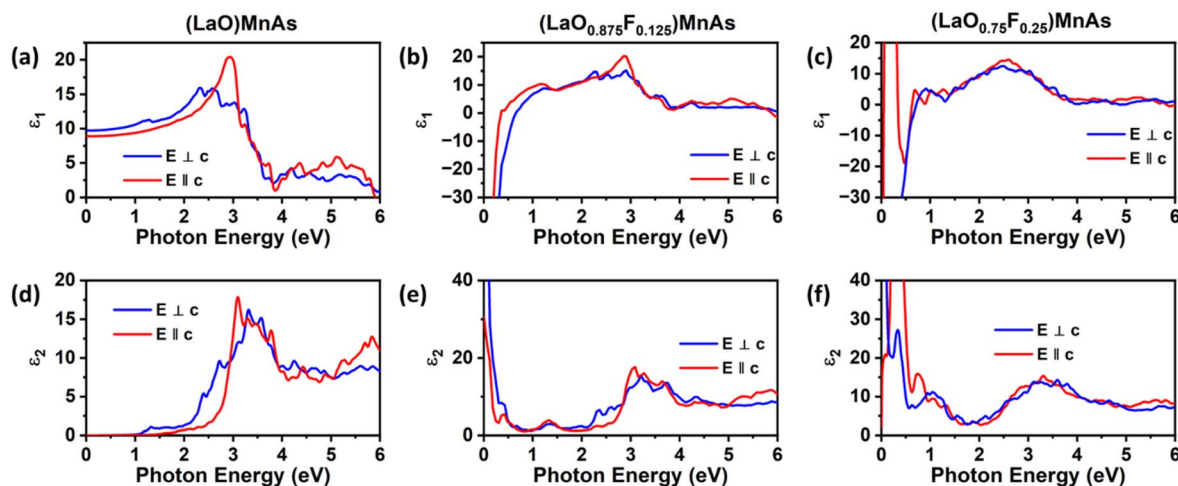 (LaO)MnAs
(LaO0.875F0.125)MnAs
(LaO0.75F0.25)MnAs
(a)
20
15
10
5
0
ε1
E ⊥ c
E ∥ c
0 1 2 3 4 5 6
Photon Energy (eV)
(b)
20
10
0
−10
−20
−30
ε1
E ⊥ c
E ∥ c
0 1 2 3 4 5 6
Photon Energy (eV)
(c)
20
10
0
−10
−20
−30
ε1
E ⊥ c
E ∥ c
0 1 2 3 4 5 6
Photon Energy (eV)
(d)
20
15
10
5
0
ε2
E ⊥ c
E ∥ c
0 1 2 3 4 5 6
Photon Energy (eV)
(e)
40
20
0
ε2
E ⊥ c
E ∥ c
0 1 2 3 4 5 6
Photon Energy (eV)
(f)
40
20
0
ε2
E ⊥ c
E ∥ c
0 1 2 3 4 5 6
Photon Energy (eV)